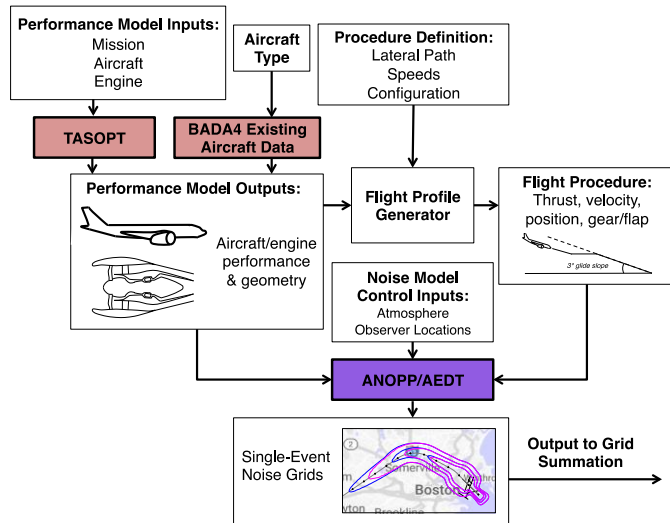 Performance Model Inputs:
Mission
Aircraft
Engine
Aircraft
Type
Procedure Definition:
Lateral Path
Speeds
Configuration
TASOPT
BADA4 Existing
Aircraft Data
Performance Model Outputs:
Aircraft/engine
performance
& geometry
Flight Profile
Generator
Flight Procedure:
Thrust, velocity,
position, gear/flap
3° glide slope
Noise Model
Control Inputs:
Atmosphere
Observer Locations
ANOPP/AEDT
Single-Event
Noise Grids
2
Somerville
Boston
Brookline
Output to Grid
Summation